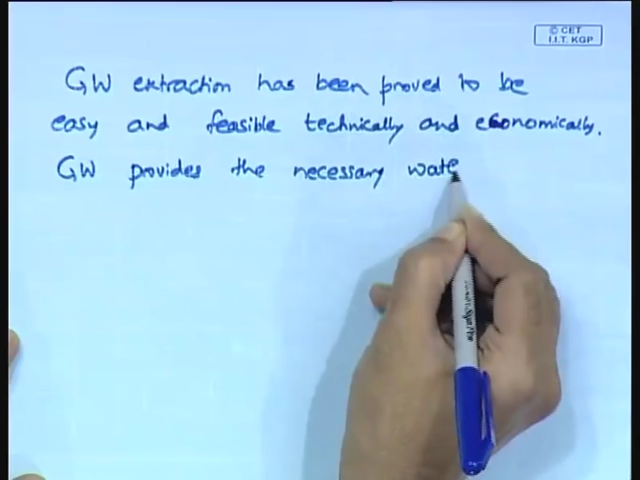 © CET
I.I.T. KGP
GW extraction has been proved to be
easy and feasible technically and economically.
GW provides the necessary wate